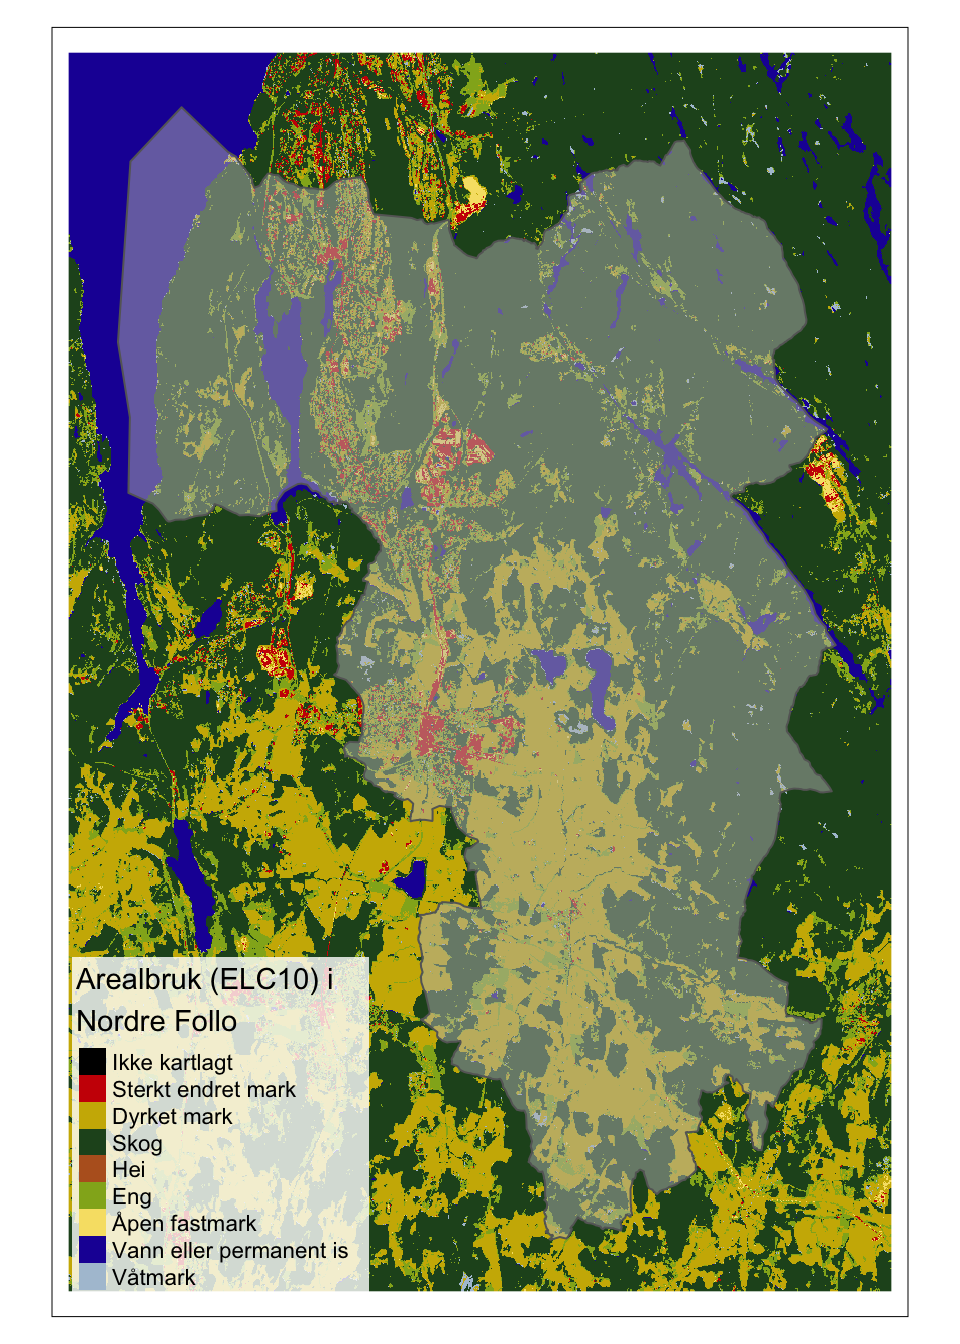 Arealbruk (ELC10) i
Nordre Follo
Ikke kartlagt
Sterkt endret mark
Dyrket mark
Skog
Hei
Eng
Åpen fastmark
Vann eller permanent is
Våtmark